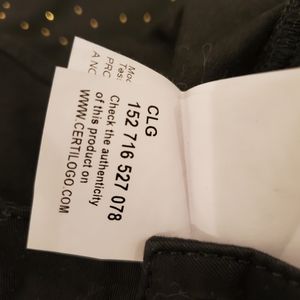 CLG
152 716 527 078
Check the authenticity
of this product on
WWW.CERTILOGO.COM